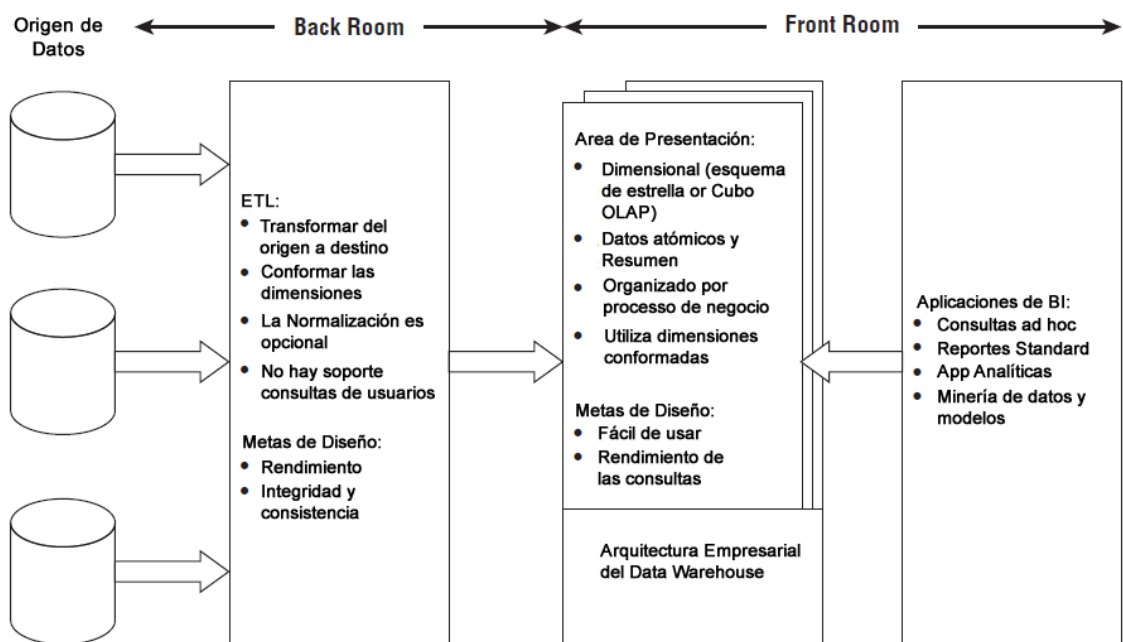 Origen de
Datos
Back Room
Front Room
ETL:
• Transformar del
origen a destino
• Conformar las
dimensiones
• La Normalización es
opcional
• No hay soporte
consultas de usuarios
Metas de Diseño:
• Rendimiento
• Integridad y
consistencia
Area de Presentación:
• Dimensional (esquema
de estrella or Cubo
OLAP)
• Datos atómicos y
Resumen
• Organizado por
proceso de negocio
• Utiliza dimensiones
conformadas
Metas de Diseño:
• Fácil de usar
• Rendimiento de
las consultas
Arquitectura Empresarial
del Data Warehouse
Aplicaciones de BI:
• Consultas ad hoc
• Reportes Standard
• App Analíticas
• Minería de datos y
modelos